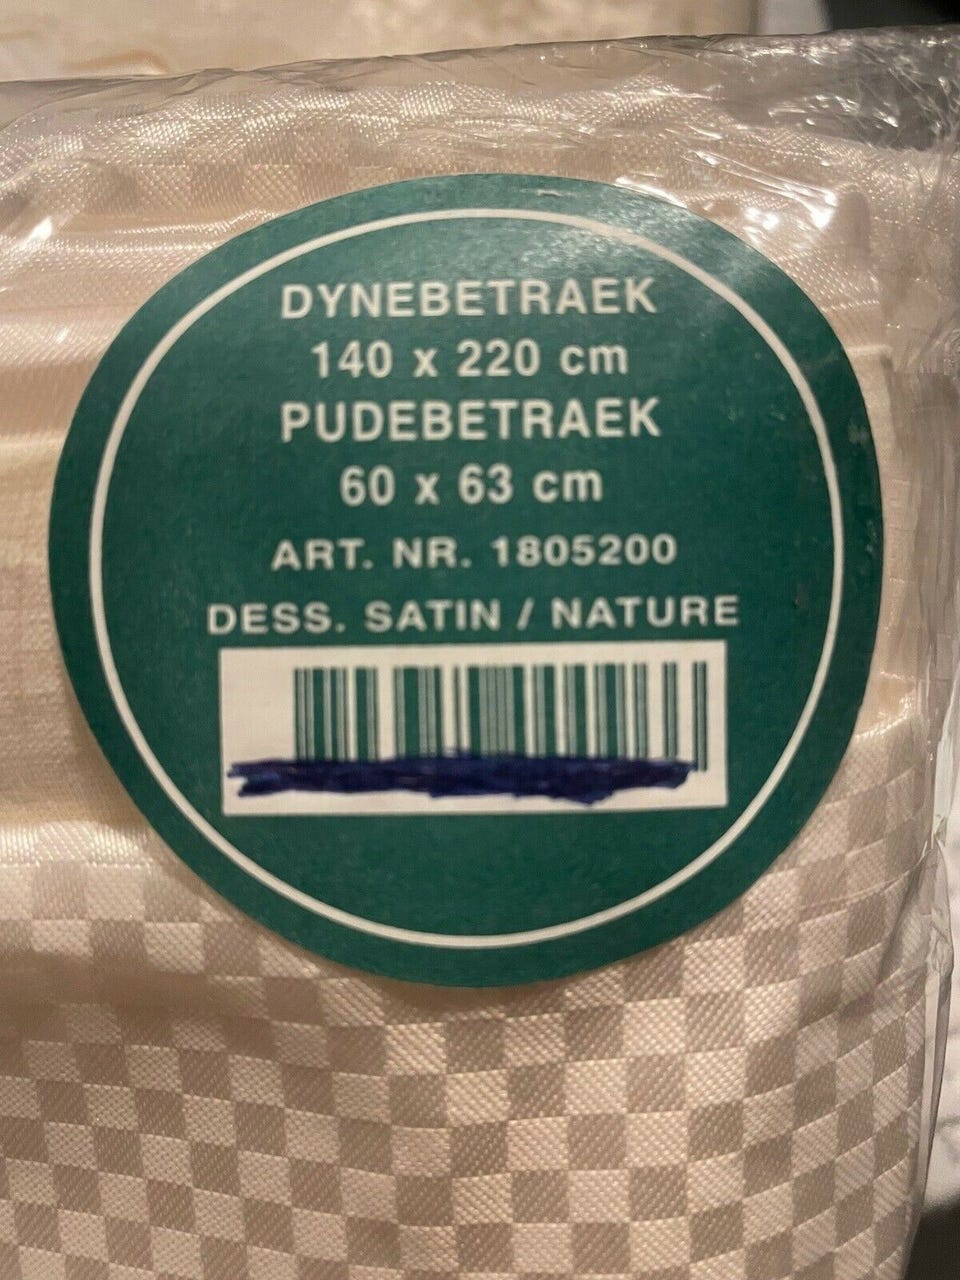 DYNEBETRAEK
140 x 220 cm
PUDEBETRAEK
60 x 63 cm
ART. NR. 1805200
DESS. SATIN / NATURE